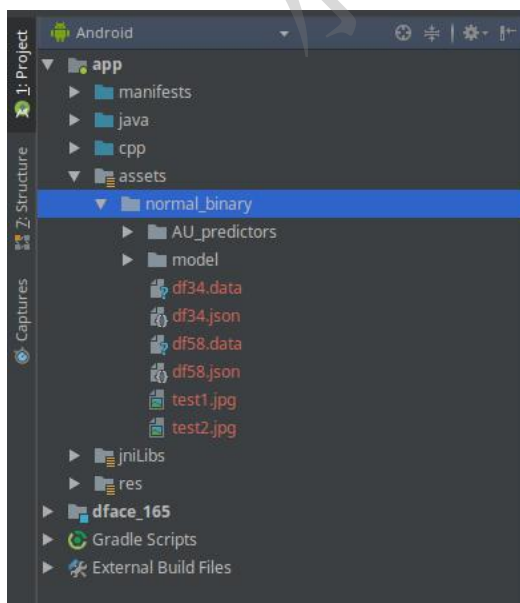 Android
1: Project
app
manifests
java
cpp
assets
normal_binary
AU_predictors
model
df34.data
df34.json
df58.data
df58.json
test1.jpg
test2.jpg
jniLibs
res
dface_165
Gradle Scripts
External Build Files
Z: Structure
Captures